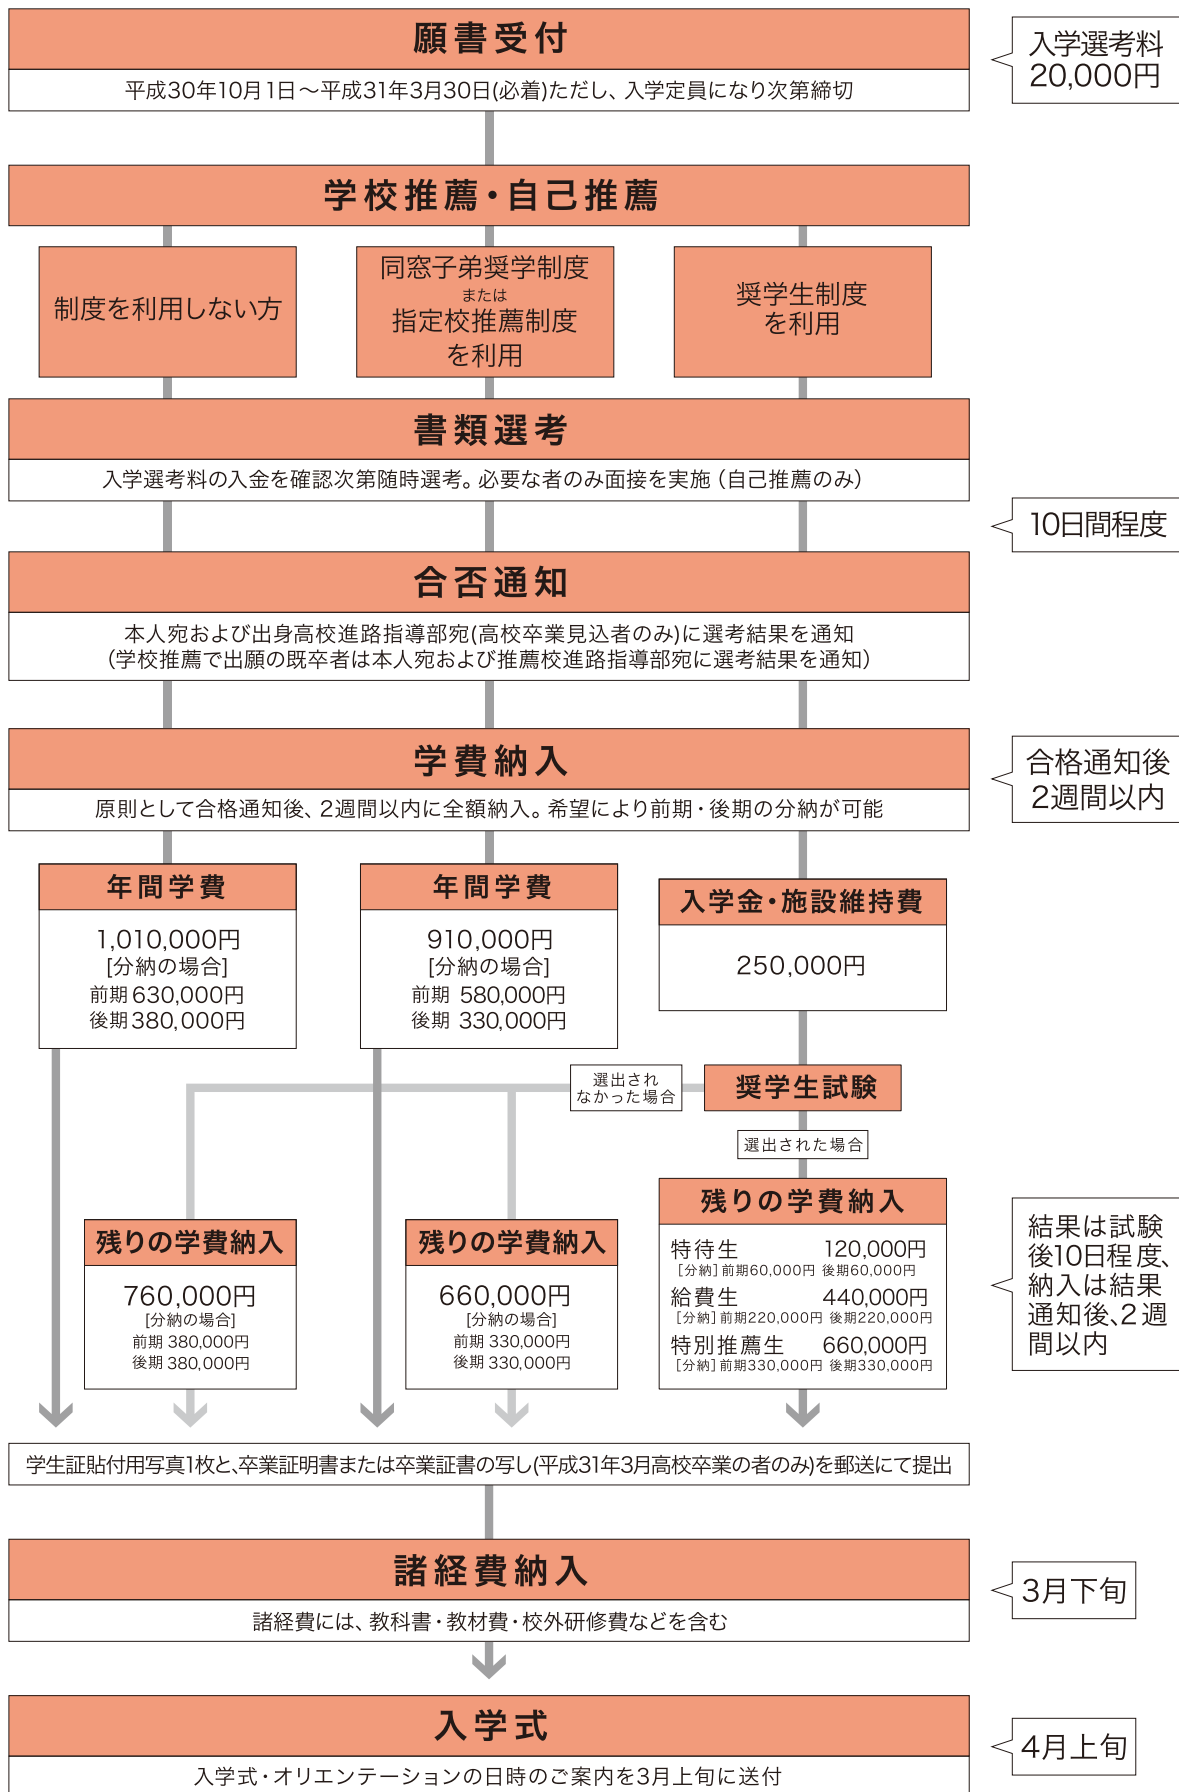 願書受付
平成30年10月1日～平成31年3月30日(必着)ただし、入学定員になり次第締切
入学選考料
20,000円
学校推薦・自己推薦
制度を利用しない方
同窓子弟奨学制度
または
指定校推薦制度
を利用
奨学生制度
を利用
書類選考
入学選考料の入金を確認次第随時選考。必要な者のみ面接を実施（自己推薦のみ）
10日間程度
合否通知
本人宛および出身高校進路指導部宛(高校卒業見込者のみ)に選考結果を通知
（学校推薦で出願の既卒者は本人宛および推薦校進路指導部宛に選考結果を通知）
学費納入
原則として合格通知後、2週間以内に全額納入。希望により前期・後期の分納が可能
合格通知後
2週間以内
年間学費
1,010,000円
[分納の場合]
前期 630,000円
後期 380,000円
年間学費
910,000円
[分納の場合]
前期 580,000円
後期 330,000円
入学金・施設維持費
250,000円
選出され
なかった場合
奨学生試験
選出された場合
残りの学費納入
760,000円
[分納の場合]
前期 380,000円
後期 380,000円
残りの学費納入
660,000円
[分納の場合]
前期 330,000円
後期 330,000円
残りの学費納入
特待生 120,000円
［分納］前期60,000円 後期60,000円
給費生 440,000円
［分納］前期220,000円 後期220,000円
特別推薦生 660,000円
［分納］前期330,000円 後期330,000円
結果は試験
後10日程度、
納入は結果
通知後、2週
間以内
学生証貼付用写真1枚と、卒業証明書または卒業証書の写し(平成31年3月高校卒業の者のみ)を郵送にて提出
諸経費納入
諸経費には、教科書・教材費・校外研修費などを含む
3月下旬
入学式
入学式・オリエンテーションの日時のご案内を3月上旬に送付
4月上旬